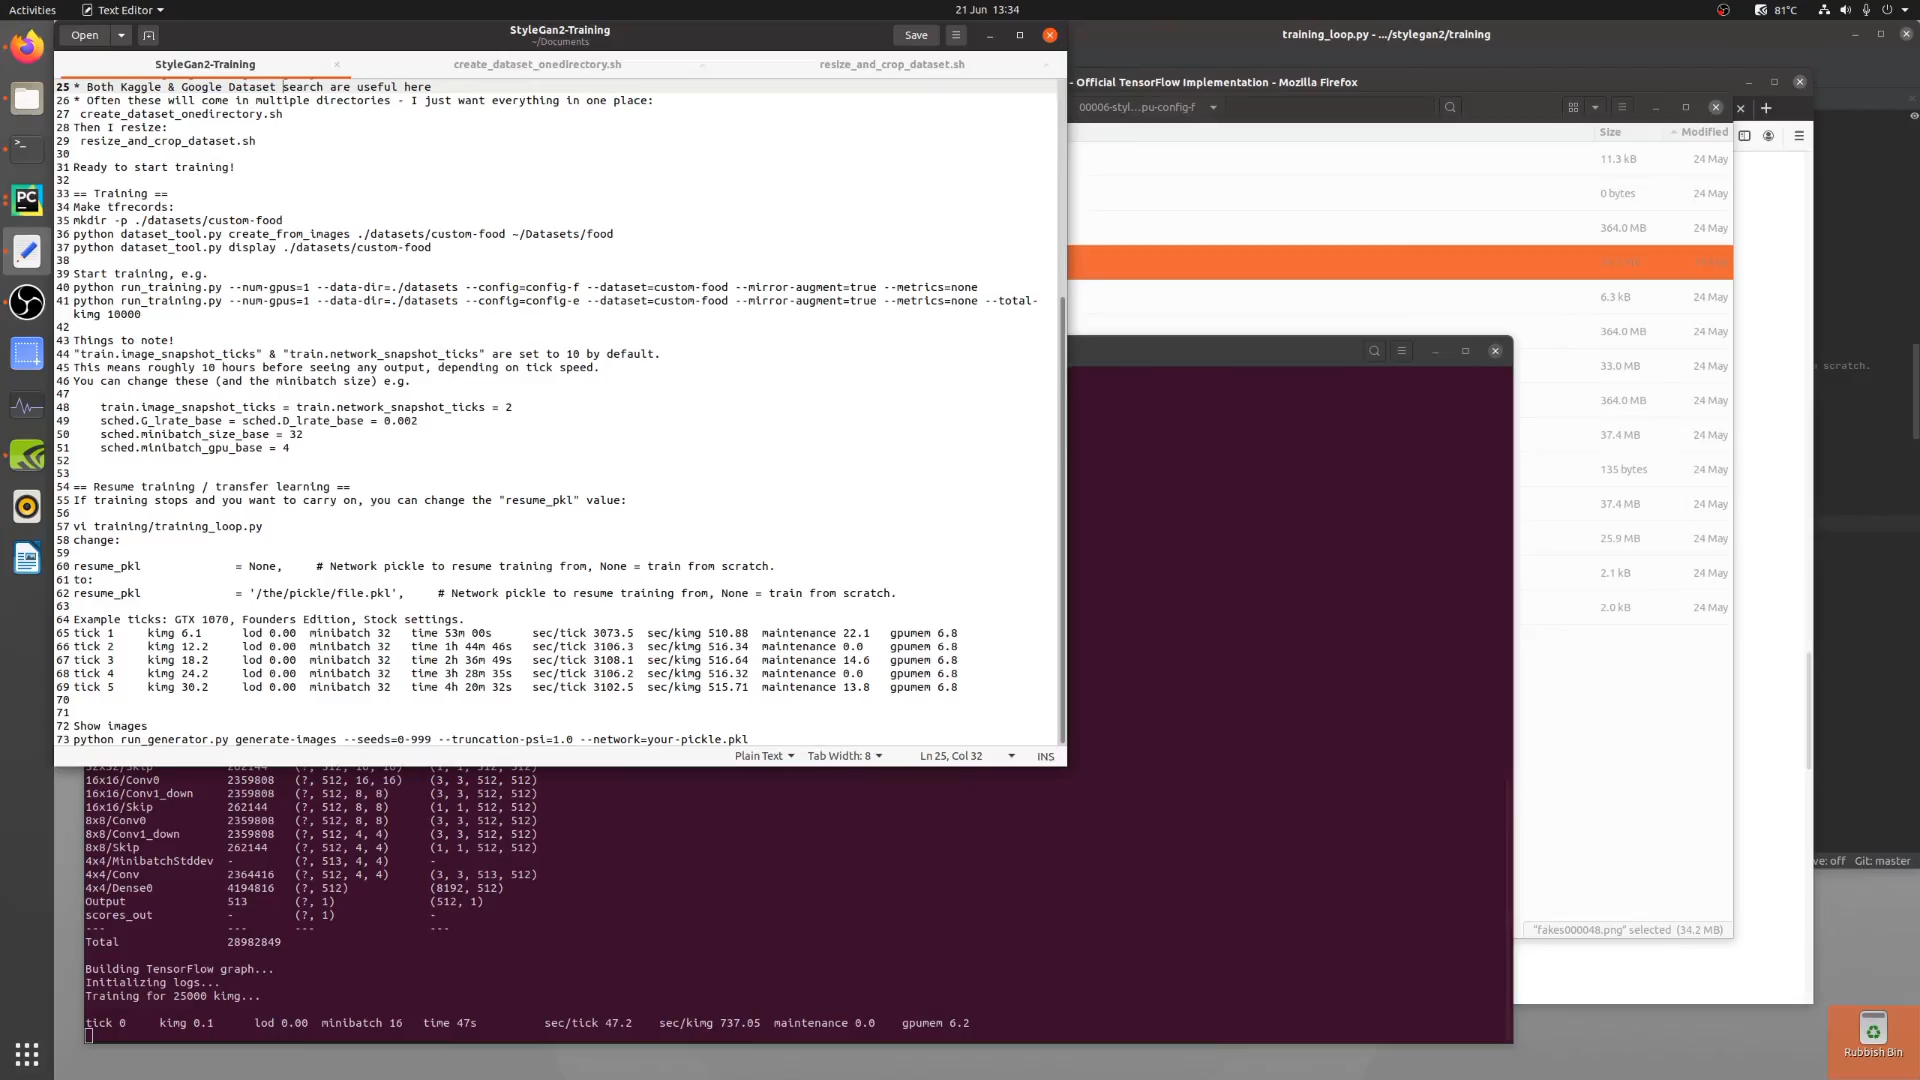 Activities
Text Editor
21 Jun 13:34
81°C
Open
StyleGan2-Training
~/Documents
Save
StyleGan2-Training
create_dataset_onedirectory.sh
resize_and_crop_dataset.sh
25 * Both Kaggle & Google Dataset search are useful here
26 * Often these will come in multiple directories - I just want everything in one place:
27  create_dataset_onedirectory.sh
28 Then I resize:
29  resize_and_crop_dataset.sh
30
31 Ready to start training!
32
33 == Training ==
34 Make tfrecords:
35 mkdir -p ./datasets/custom-food
36 python dataset_tool.py create_from_images ./datasets/custom-food ~/Datasets/food
37 python dataset_tool.py display ./datasets/custom-food
38
39 Start training, e.g.
40 python run_training.py --num-gpus=1 --data-dir=./datasets --config=config-f --dataset=custom-food --mirror-augment=true --metrics=none
41 python run_training.py --num-gpus=1 --data-dir=./datasets --config=config-e --dataset=custom-food --mirror-augment=true --metrics=none --total-
kimg 10000
42
43 Things to note!
44 "train.image_snapshot_ticks" & "train.network_snapshot_ticks" are set to 10 by default.
45 This means roughly 10 hours before seeing any output, depending on tick speed.
46 You can change these (and the minibatch size) e.g.
47
48     train.image_snapshot_ticks = train.network_snapshot_ticks = 2
49     sched.G_lrate_base = sched.D_lrate_base = 0.002
50     sched.minibatch_size_base = 32
51     sched.minibatch_gpu_base = 4
52
53
54 == Resume training / transfer learning ==
55 If training stops and you want to carry on, you can change the "resume_pkl" value:
56
57 vi training/training_loop.py
58 change:
59
60 resume_pkl              = None,     # Network pickle to resume training from, None = train from scratch.
61 to:
62 resume_pkl              = '/the/pickle/file.pkl',     # Network pickle to resume training from, None = train from scratch.
63
64 Example ticks: GTX 1070, Founders Edition, Stock settings.
65 tick 1     kimg 6.1      lod 0.00  minibatch 32   time 53m 00s      sec/tick 3073.5  sec/kimg 510.88  maintenance 22.1   gpumem 6.8
66 tick 2     kimg 12.2     lod 0.00  minibatch 32   time 1h 44m 46s   sec/tick 3106.3  sec/kimg 516.34  maintenance 0.0    gpumem 6.8
67 tick 3     kimg 18.2     lod 0.00  minibatch 32   time 2h 36m 49s   sec/tick 3108.1  sec/kimg 516.64  maintenance 14.6   gpumem 6.8
68 tick 4     kimg 24.2     lod 0.00  minibatch 32   time 3h 28m 35s   sec/tick 3106.2  sec/kimg 516.32  maintenance 0.0    gpumem 6.8
69 tick 5     kimg 30.2     lod 0.00  minibatch 32   time 4h 20m 32s   sec/tick 3102.5  sec/kimg 515.71  maintenance 13.8   gpumem 6.8
70
71
72 Show images
73 python run_generator.py generate-images --seeds=0-999 --truncation-psi=1.0 --network=your-pickle.pkl
Plain Text
Tab Width: 8
Ln 25, Col 32
INS
training_loop.py - .../stylegan2/training
- Official TensorFlow Implementation - Mozilla Firefox
00006-styl…pu-config-f
Size Modified
11.3 kB 24 May
0 bytes 24 May
364.0 MB 24 May
6.3 kB 24 May
364.0 MB 24 May
33.0 MB 24 May
364.0 MB 24 May
37.4 MB 24 May
135 bytes 24 May
37.4 MB 24 May
25.9 MB 24 May
2.1 kB 24 May
2.0 kB 24 May
"fakes000048.png" selected (34.2 MB)
scratch.
ve: off Git: master
32x32/Skip 262144 (?, 512, 16, 16) (1, 1, 512, 512)
16x16/Conv0 2359808 (?, 512, 16, 16) (3, 3, 512, 512)
16x16/Conv1_down 2359808 (?, 512, 8, 8) (3, 3, 512, 512)
16x16/Skip 262144 (?, 512, 8, 8) (1, 1, 512, 512)
8x8/Conv0 2359808 (?, 512, 8, 8) (3, 3, 512, 512)
8x8/Conv1_down 2359808 (?, 512, 4, 4) (3, 3, 512, 512)
8x8/Skip 262144 (?, 512, 4, 4) (1, 1, 512, 512)
4x4/MinibatchStddev - (?, 513, 4, 4) -
4x4/Conv 2364416 (?, 512, 4, 4) (3, 3, 513, 512)
4x4/Dense0 4194816 (?, 512) (8192, 512)
Output 513 (?, 1) (512, 1)
scores_out - (?, 1) -
--- --- --- ---
Total 28982849
Building TensorFlow graph...
Initializing logs...
Training for 25000 kimg...
tick 0 kimg 0.1 lod 0.00 minibatch 16 time 47s sec/tick 47.2 sec/kimg 737.05 maintenance 0.0 gpumem 6.2
PC
Rubbish Bin